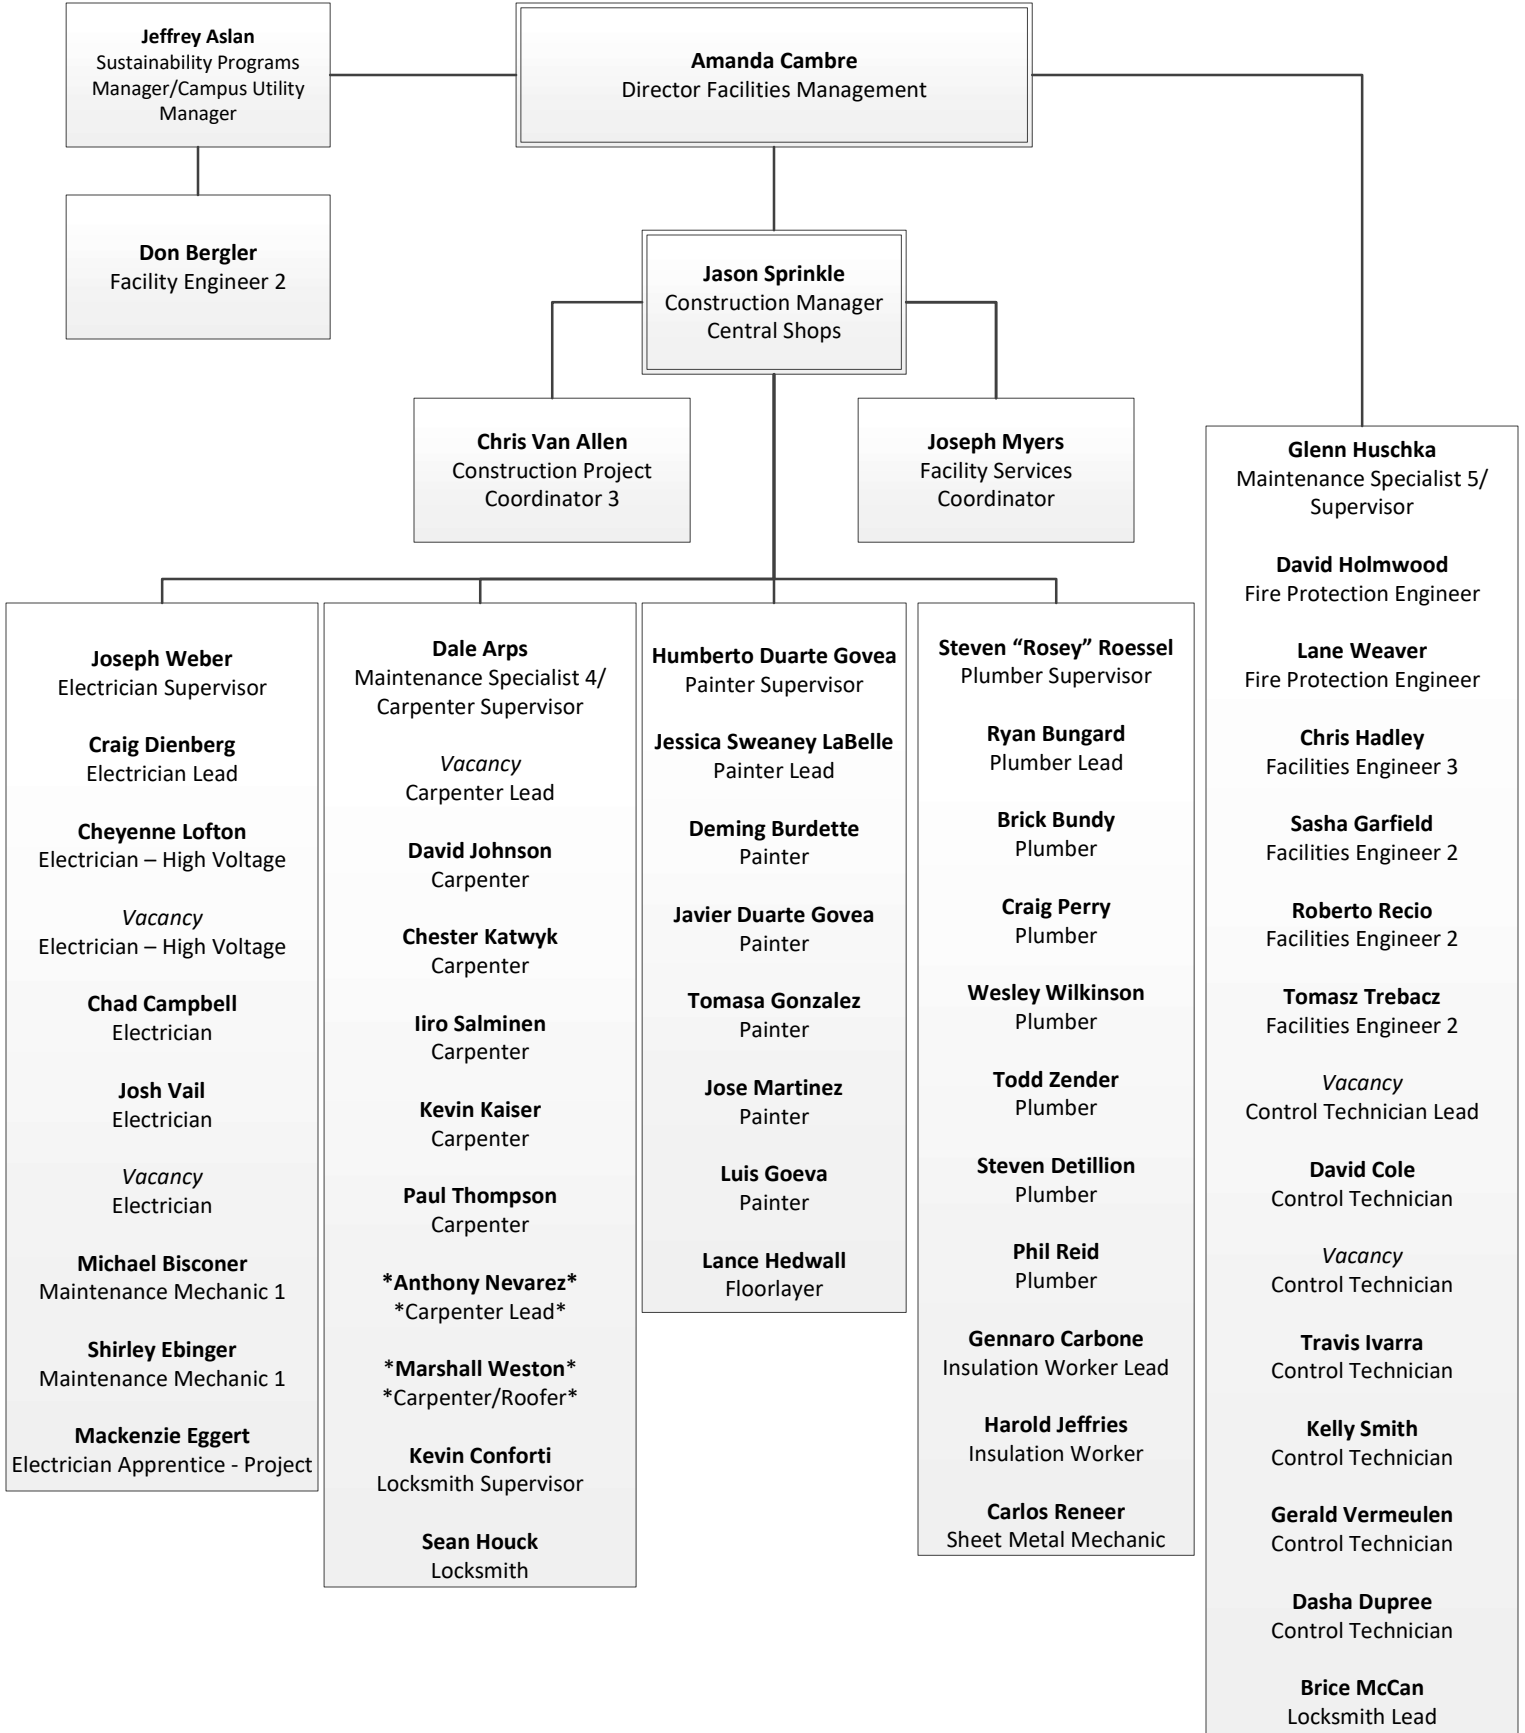 Jeffrey Aslan
Sustainability Programs
Manager/Campus Utility
Manager
Amanda Cambre
Director Facilities Management
Don Bergler
Facility Engineer 2
Jason Sprinkle
Construction Manager
Central Shops
Chris Van Allen
Construction Project
Coordinator 3
Joseph Myers
Facility Services
Coordinator
Joseph Weber
Electrician Supervisor
Craig Dienberg
Electrician Lead
Cheyenne Lofton
Electrician – High Voltage
Vacancy
Electrician – High Voltage
Chad Campbell
Electrician
Josh Vail
Electrician
Vacancy
Electrician
Michael Bisconer
Maintenance Mechanic 1
Shirley Ebinger
Maintenance Mechanic 1
Mackenzie Eggert
Electrician Apprentice - Project
Dale Arps
Maintenance Specialist 4/
Carpenter Supervisor
Vacancy
Carpenter Lead
David Johnson
Carpenter
Chester Katwyk
Carpenter
Iiro Salminen
Carpenter
Kevin Kaiser
Carpenter
Paul Thompson
Carpenter
*Anthony Nevarez*
*Carpenter Lead*
*Marshall Weston*
*Carpenter/Roofer*
Kevin Conforti
Locksmith Supervisor
Sean Houck
Locksmith
Humberto Duarte Govea
Painter Supervisor
Jessica Sweaney LaBelle
Painter Lead
Deming Burdette
Painter
Javier Duarte Govea
Painter
Tomasa Gonzalez
Painter
Jose Martinez
Painter
Luis Goeva
Painter
Lance Hedwall
Floorlayer
Steven “Rosey” Roessel
Plumber Supervisor
Ryan Bungard
Plumber Lead
Brick Bundy
Plumber
Craig Perry
Plumber
Wesley Wilkinson
Plumber
Todd Zender
Plumber
Steven Detillion
Plumber
Phil Reid
Plumber
Gennaro Carbone
Insulation Worker Lead
Harold Jeffries
Insulation Worker
Carlos Reneer
Sheet Metal Mechanic
Glenn Huschka
Maintenance Specialist 5/
Supervisor
David Holmwood
Fire Protection Engineer
Lane Weaver
Fire Protection Engineer
Chris Hadley
Facilities Engineer 3
Sasha Garfield
Facilities Engineer 2
Roberto Recio
Facilities Engineer 2
Tomasz Trebacz
Facilities Engineer 2
Vacancy
Control Technician Lead
David Cole
Control Technician
Vacancy
Control Technician
Travis Ivarra
Control Technician
Kelly Smith
Control Technician
Gerald Vermeulen
Control Technician
Dasha Dupree
Control Technician
Brice McCan
Locksmith Lead